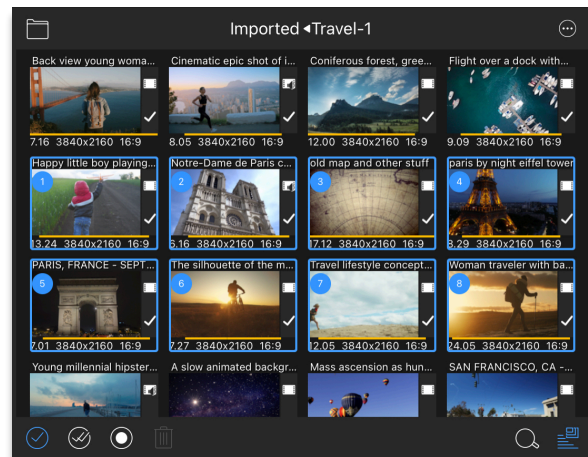 Imported ◀Travel-1
Back view young woma...
Cinematic epic shot of i...
Coniferous forest, gree...
Flight over a dock with...
7.16 3840x2160 16:9
8.05 3840x2160 16:9
12.00 3840x2160 16:9
9.09 3840x2160 16:9
Happy little boy playing...
Notre-Dame de Paris c...
old map and other stuff
paris by night eiffel tower
1
2
3
4
13.24 3840x2160 16:9
5.16 3840x2160 16:9
17.12 3840x2160 16:9
8.29 3840x2160 16:9
PARIS, FRANCE - SEPT...
The silhouette of the m...
Travel lifestyle concept...
Woman traveler with ba...
5
6
7
8
7.01 3840x2160 16:9
7.27 3840x2160 16:9
12.05 3840x2160 16:9
24.05 3840x2160 16:9
Young millennial hipster...
A slow animated backgr...
Mass ascension as hun...
SAN FRANCISCO, CA -...